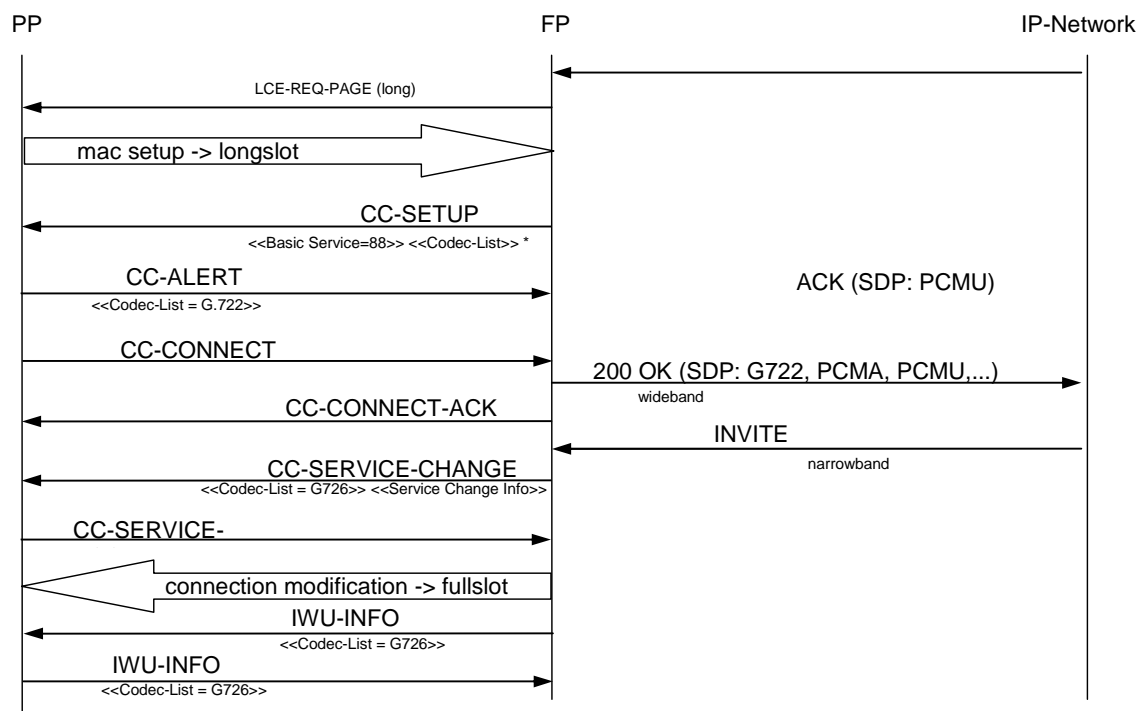 PP FP IP-Network
LCE-REQ-PAGE (long)
mac setup -> longslot
CC-SETUP
<<Basic Service=88>> <<Codec-List>> *
CC-ALERT
<<Codec-List = G.722>>
ACK (SDP: PCMU)
CC-CONNECT
200 OK (SDP: G722, PCMA, PCMU,...)
wideband
CC-CONNECT-ACK
INVITE
narrowband
CC-SERVICE-CHANGE
<<Codec-List = G726>> <<Service Change Info>>
CC-SERVICE-
connection modification -> fullslot
IWU-INFO
<<Codec-List = G726>>
IWU-INFO
<<Codec-List = G726>>